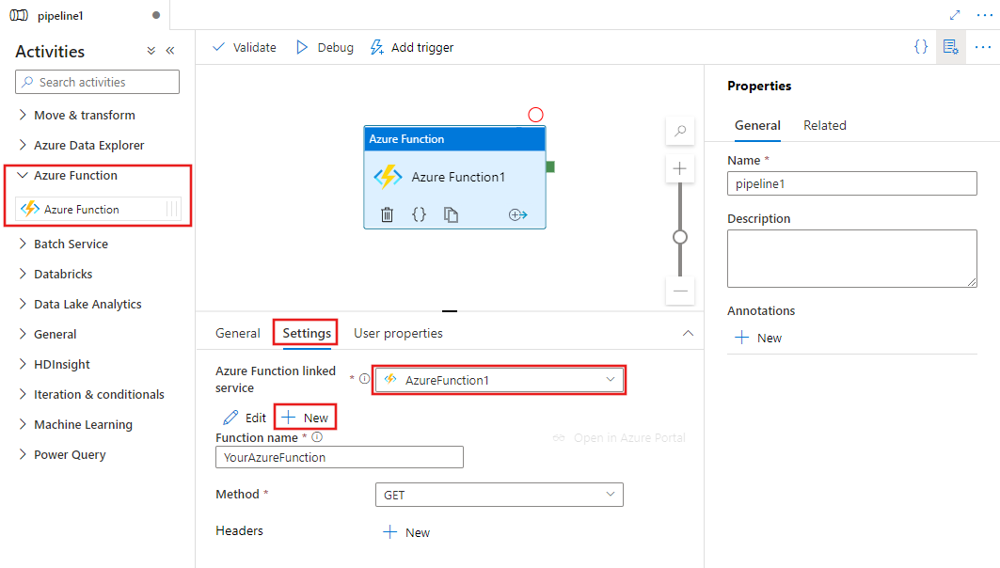 pipeline1
Activities
Search activities
Move & transform
Azure Data Explorer
Azure Function
Azure Function
Batch Service
Databricks
Data Lake Analytics
General
HDInsight
Iteration & conditionals
Machine Learning
Power Query
Validate
Debug
Add trigger
Azure Function
Azure Function1
General
Settings
User properties
Azure Function linked
service *
AzureFunction1
Edit
New
Function name *
Open in Azure Portal
YourAzureFunction
Method *
GET
Headers
New
Properties
General
Related
Name *
pipeline1
Description
Annotations
New